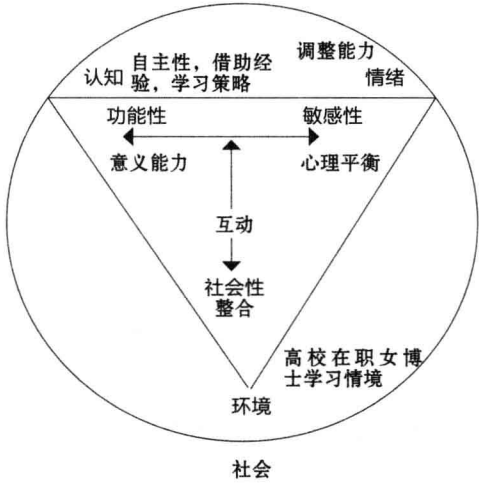 调整能力
自主性，借助经
认知 验，学习策略 情绪
功能性 敏感性
意义能力 心理平衡
互动
社会性
整合
高校在职女博
士学习情境
环境
社会